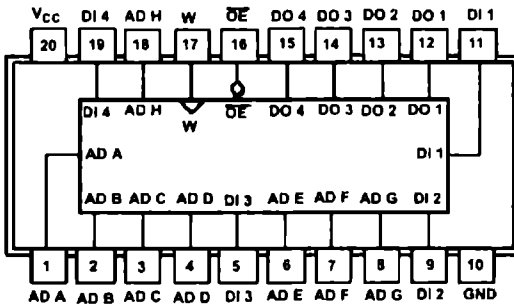 VCC DI 4 AD H W OE DO 4 DO 3 DO 2 DO 1 DI 1
20 19 18 17 16 15 14 13 12 11
DI 4 AD H W OE DO 4 DO 3 DO 2 DO 1
AD A DI 1
AD B AD C AD D DI 3 AD E AD F AD G DI 2
1 2 3 4 5 6 7 8 9 10
AD A AD B AD C AD D DI 3 AD E AD F AD G DI 2 GND